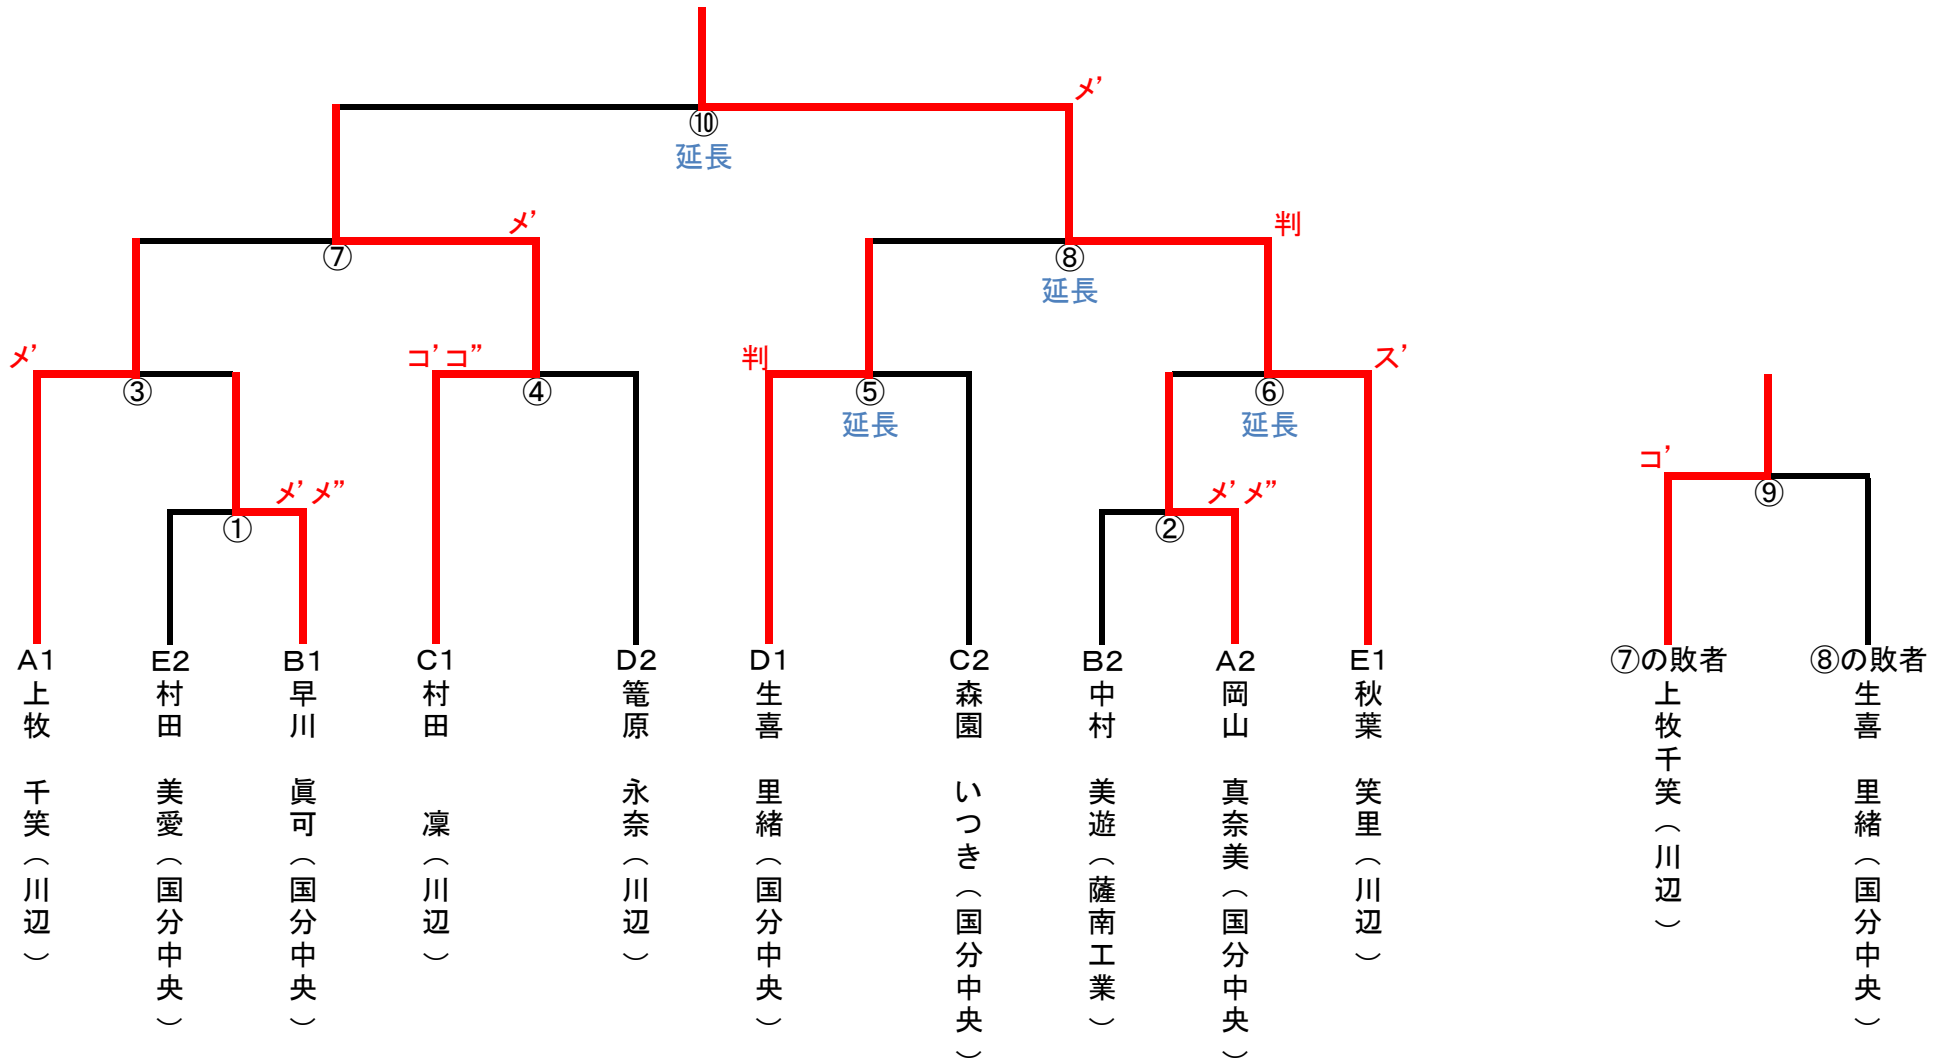 メ’
⑩
延長
メ’
判
⑦
⑧
延長
メ’
コ’コ”
判
ス’
③
④
⑤
⑥
延長
延長
コ’
メ’メ”
メ’メ”
⑨
①
②
A1
上牧 千笑（川辺）
E2
村田 美愛（国分中央）
B1
早川 眞可（国分中央）
C1
村田 凜（川辺）
D2
篭原 永奈（川辺）
D1
生喜 里緒（国分中央）
C2
森園 いつき（国分中央）
B2
中村 美遊（薩南工業）
A2
岡山 真奈美（国分中央）
E1
秋葉 笑里（川辺）
⑦の敗者
上牧千笑（川辺）
⑧の敗者
生喜 里緒（国分中央）